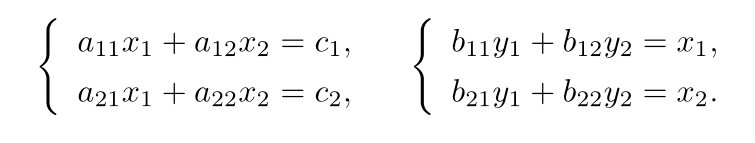 a₁₁x₁ + a₁₂x₂ = c₁,
a₂₁x₁ + a₂₂x₂ = c₂,
b₁₁y₁ + b₁₂y₂ = x₁,
b₂₁y₁ + b₂₂y₂ = x₂.